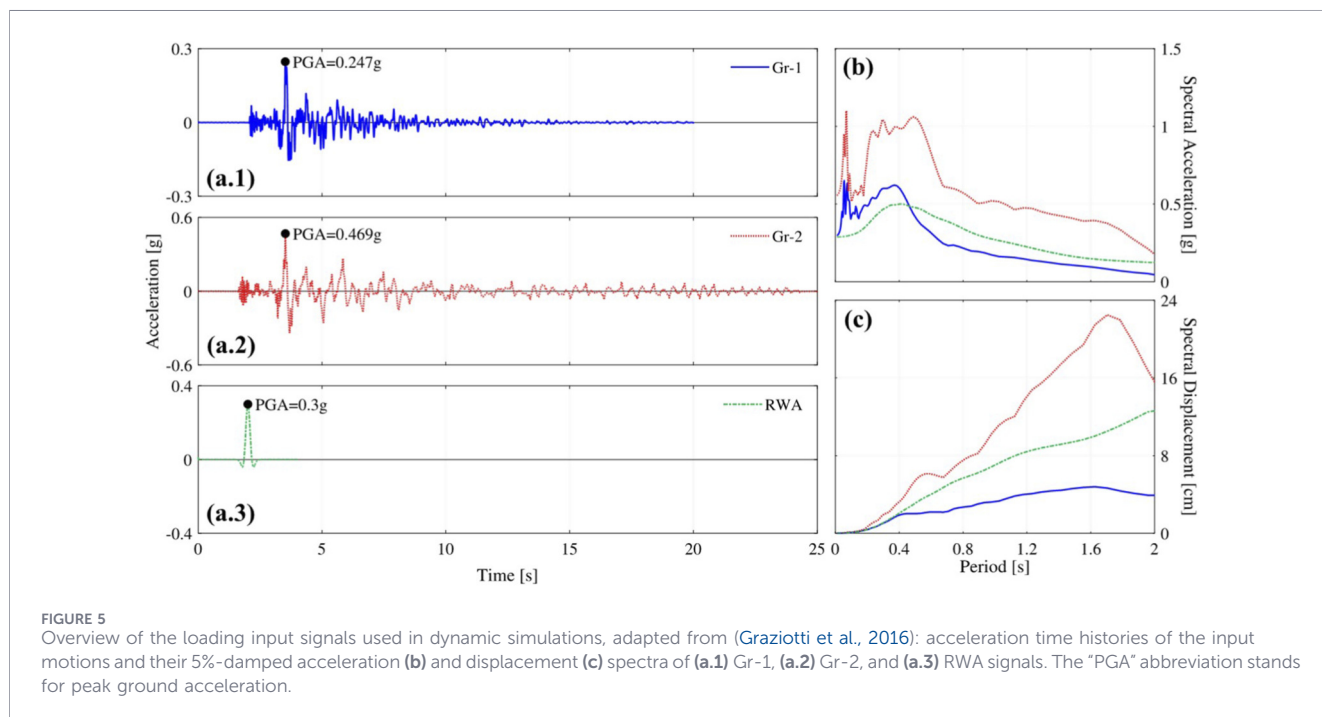 0.3
PGA=0.247g
Gr-1
0
(a.1)
-0.3
0.6
PGA=0.469g
Gr-2
0
(a.2)
-0.6
0.4
PGA=0.3g
RWA
0
(a.3)
-0.4
0 5 10 15 20 25
Time [s]
Acceleration [g]
(b)
1.5
1
0.5
0
Spectral Acceleration [g]
(c)
24
16
8
0
Spectral Displacement [cm]
0 0.4 0.8 1.2 1.6 2
Period [s]
FIGURE 5
Overview of the loading input signals used in dynamic simulations, adapted from (Graziotti et al., 2016): acceleration time histories of the input
motions and their 5%-damped acceleration (b) and displacement (c) spectra of (a.1) Gr-1, (a.2) Gr-2, and (a.3) RWA signals. The “PGA” abbreviation stands
for peak ground acceleration.